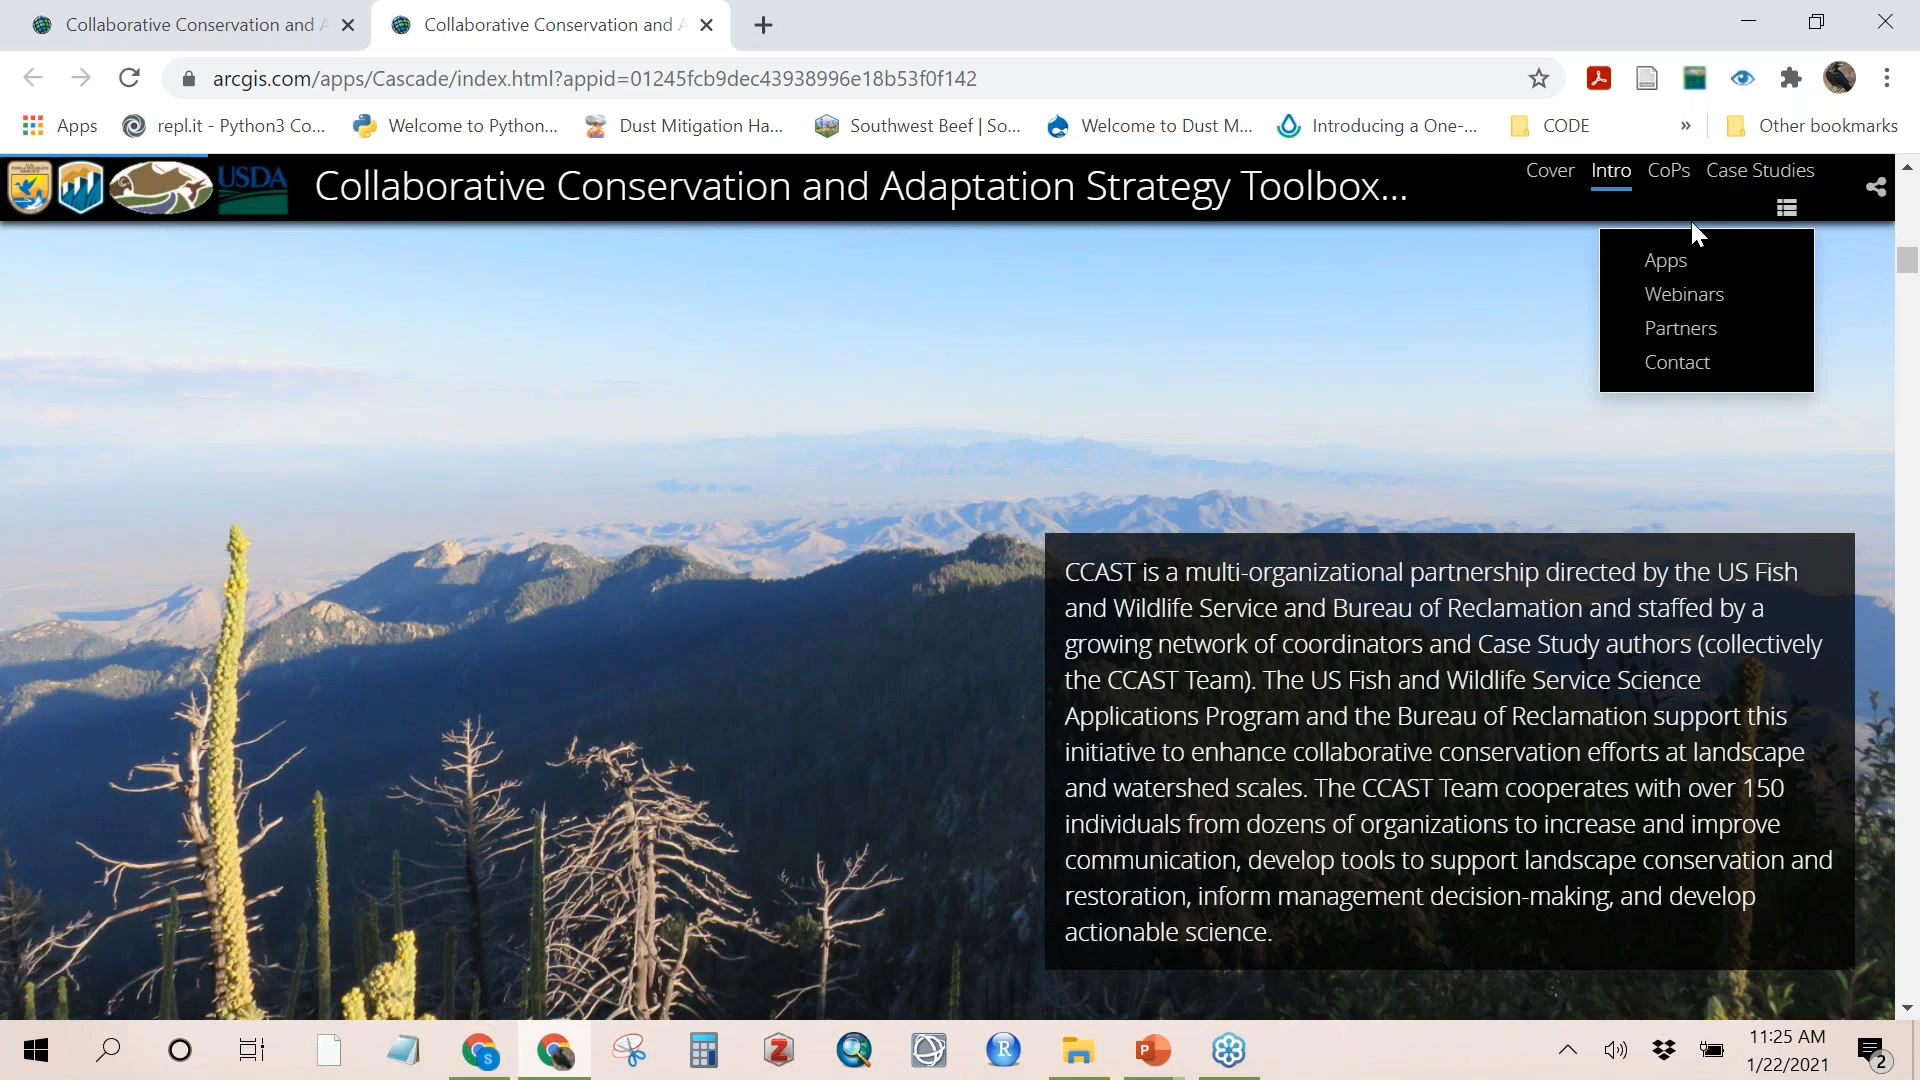 Collaborative Conservation and A
Collaborative Conservation and A
arcgis.com/apps/Cascade/index.html?appid=01245fcb9dec43938996e18b53f0f142
Apps
repl.it - Python3 Co...
Welcome to Python...
Dust Mitigation Ha...
Southwest Beef | So...
Welcome to Dust M...
Introducing a One-...
CODE
»
Other bookmarks
USDA
Collaborative Conservation and Adaptation Strategy Toolbox...
Cover Intro CoPs Case Studies
Apps
Webinars
Partners
Contact
CCAST is a multi-organizational partnership directed by the US Fish
and Wildlife Service and Bureau of Reclamation and staffed by a
growing network of coordinators and Case Study authors (collectively
the CCAST Team). The US Fish and Wildlife Service Science
Applications Program and the Bureau of Reclamation support this
initiative to enhance collaborative conservation efforts at landscape
and watershed scales. The CCAST Team cooperates with over 150
individuals from dozens of organizations to increase and improve
communication, develop tools to support landscape conservation and
restoration, inform management decision-making, and develop
actionable science.
S
Z
R
P
11:25 AM
1/22/2021
2